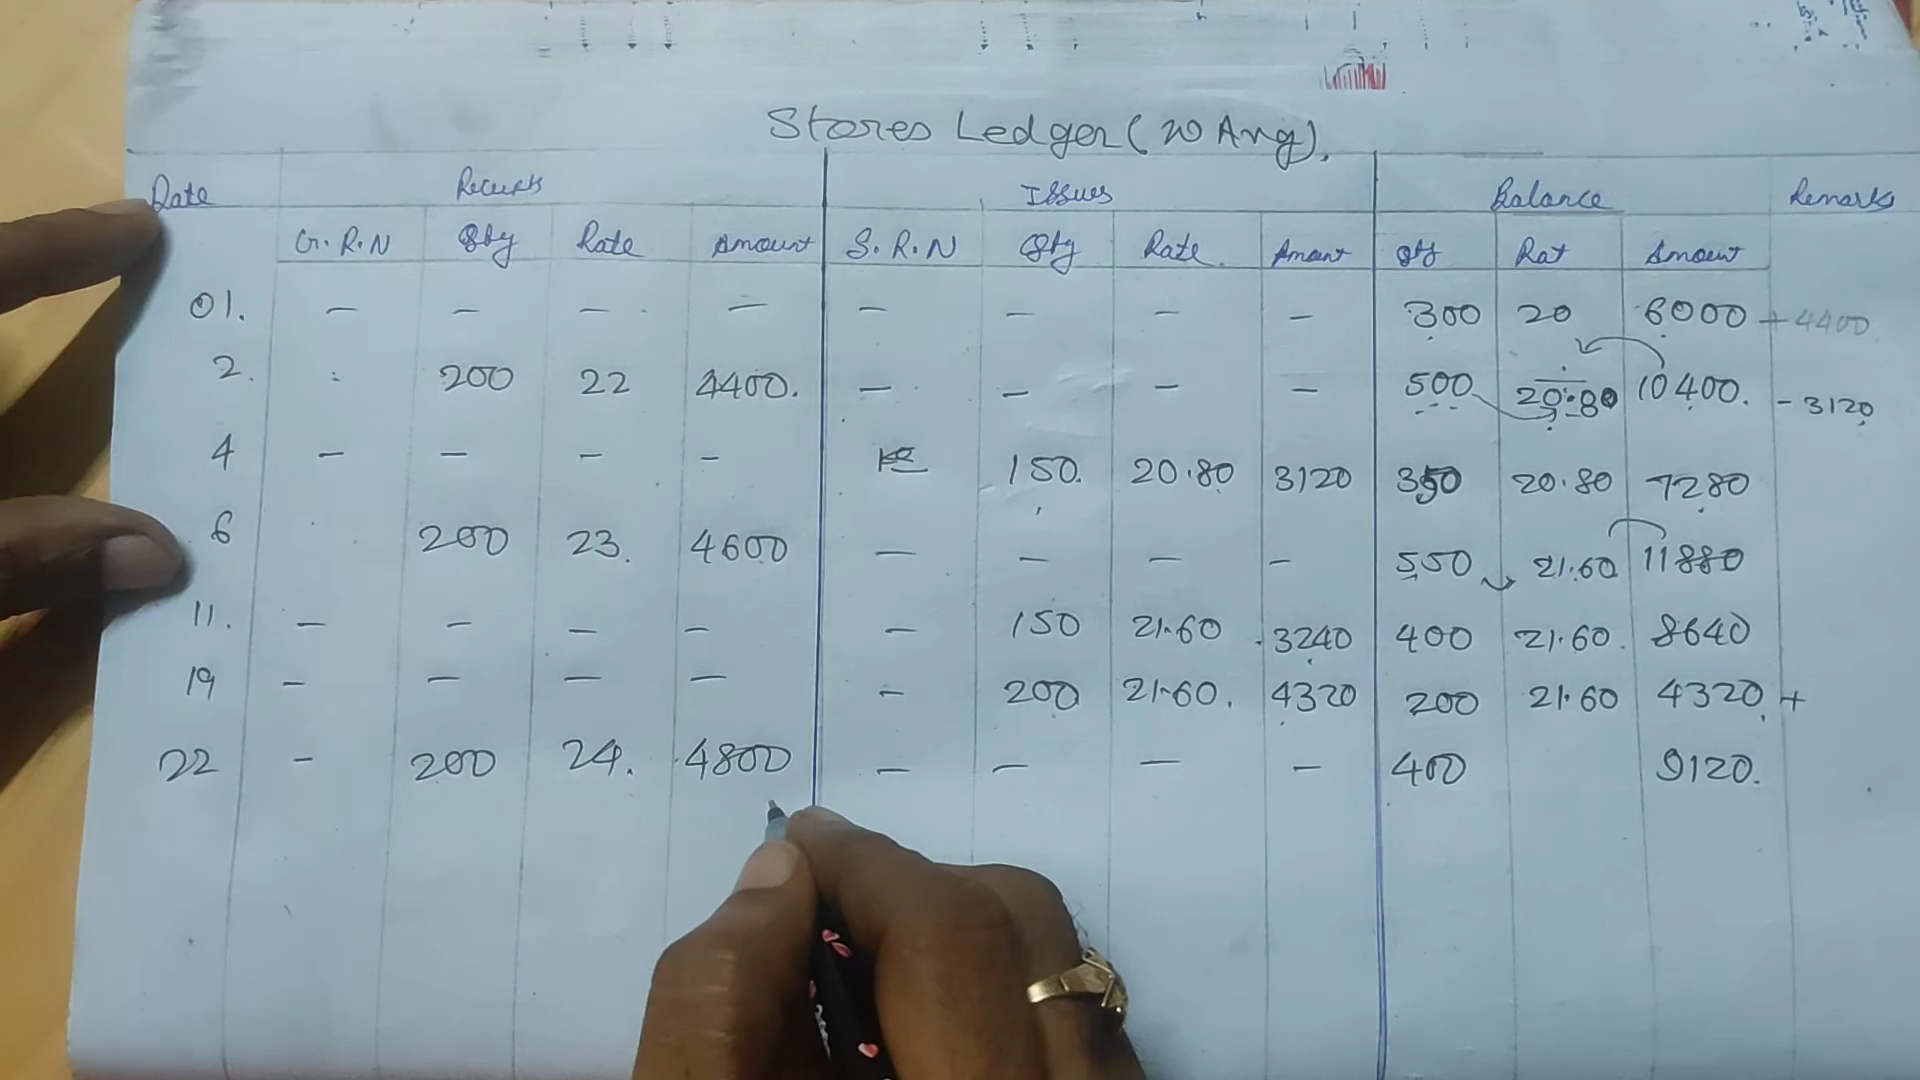 Stores Ledger (W Avg).
Date Receipts Issues Balance Remarks
G.R.N Qty Rate Amount S.R.N Qty Rate Amount Qty Rat Amount
01. — — — — — — — — 300 20 6000 + 4400
2. 200 22 4400. — — — — 500 20.80 10400. - 3120
4 — — — — 150. 20.80 3120 350 20.80 7280
6 200 23. 4600 — — — — 550 21.60 11880
11. — — — — — 150 21.60 3240 400 21.60. 8640
19 — — — — — 200 21.60. 4320 200 21.60 4320 +
22 — 200 24. 4800 — — — — 400 9120.